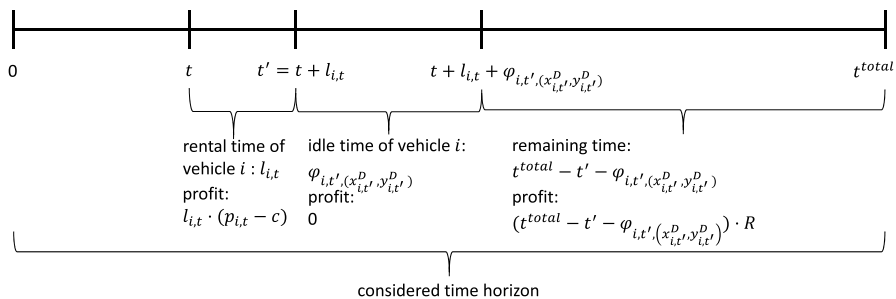 0 t t′ = t + l_{i,t} t + l_{i,t} + φ_{i,t′,(x^D_{i,t′},y^D_{i,t′})} t^{total}
rental time of
vehicle i : l_{i,t}
profit:
l_{i,t} · (p_{i,t} − c)
idle time of vehicle i:
φ_{i,t′,(x^D_{i,t′},y^D_{i,t′})}
profit:
0
remaining time:
t^{total} − t′ − φ_{i,t′,(x^D_{i,t′},y^D_{i,t′})}
profit:
(t^{total} − t′ − φ_{i,t′,(x^D_{i,t′},y^D_{i,t′})}) · R
considered time horizon